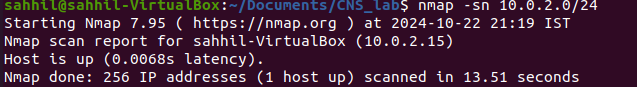 sahhil@sahhil-VirtualBox:~/Documents/CNS_lab$ nmap -sn 10.0.2.0/24
Starting Nmap 7.95 ( https://nmap.org ) at 2024-10-22 21:19 IST
Nmap scan report for sahhil-VirtualBox (10.0.2.15)
Host is up (0.0068s latency).
Nmap done: 256 IP addresses (1 host up) scanned in 13.51 seconds